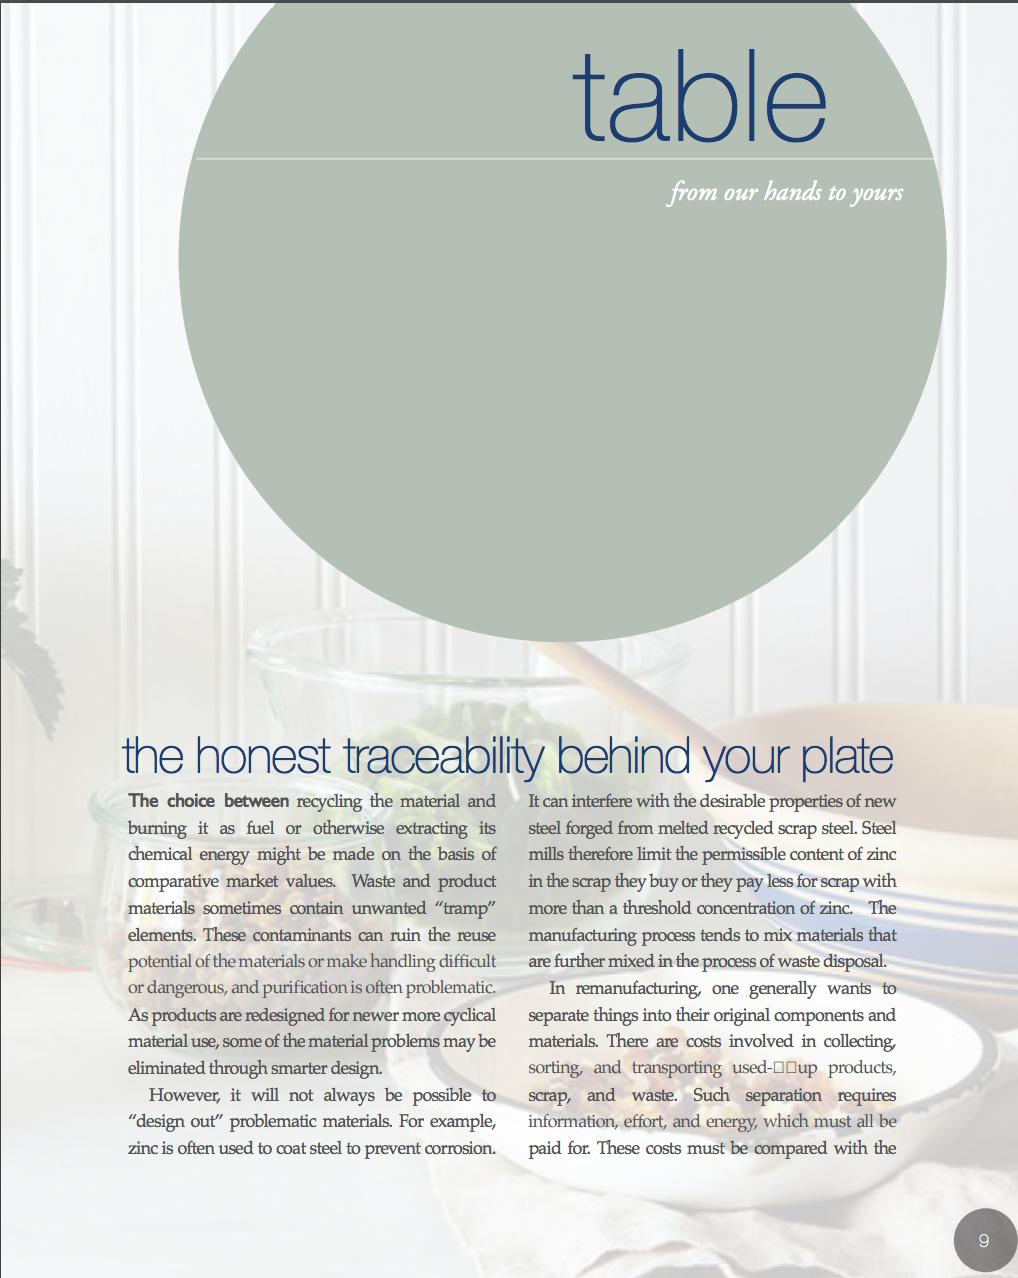 table
from our hands to yours
the honest traceability behind your plate
The choice between recycling the material and
burning it as fuel or otherwise extracting its
chemical energy might be made on the basis of
comparative market values. Waste and product
materials sometimes contain unwanted “tramp”
elements. These contaminants can ruin the reuse
potential of the materials or make handling difficult
or dangerous, and purification is often problematic.
As products are redesigned for newer more cyclical
material use, some of the material problems may be
eliminated through smarter design.
However, it will not always be possible to
“design out” problematic materials. For example,
zinc is often used to coat steel to prevent corrosion.
It can interfere with the desirable properties of new
steel forged from melted recycled scrap steel. Steel
mills therefore limit the permissible content of zinc
in the scrap they buy or they pay less for scrap with
more than a threshold concentration of zinc. The
manufacturing process tends to mix materials that
are further mixed in the process of waste disposal.
In remanufacturing, one generally wants to
separate things into their original components and
materials. There are costs involved in collecting,
sorting, and transporting used-□□up products,
scrap, and waste. Such separation requires
information, effort, and energy, which must all be
paid for. These costs must be compared with the
9